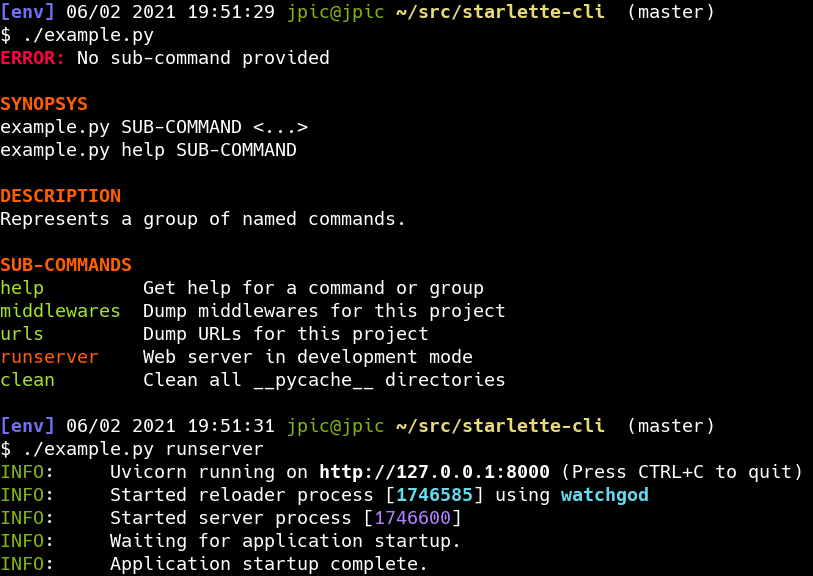 [env] 06/02 2021 19:51:29 jpic@jpic ~/src/starlette-cli  (master)
$ ./example.py
ERROR: No sub-command provided

SYNOPSYS
example.py SUB-COMMAND <...>
example.py help SUB-COMMAND

DESCRIPTION
Represents a group of named commands.

SUB-COMMANDS
help         Get help for a command or group
middlewares  Dump middlewares for this project
urls         Dump URLs for this project
runserver    Web server in development mode
clean        Clean all __pycache__ directories

[env] 06/02 2021 19:51:31 jpic@jpic ~/src/starlette-cli  (master)
$ ./example.py runserver
INFO:     Uvicorn running on http://127.0.0.1:8000 (Press CTRL+C to quit)
INFO:     Started reloader process [1746585] using watchgod
INFO:     Started server process [1746600]
INFO:     Waiting for application startup.
INFO:     Application startup complete.